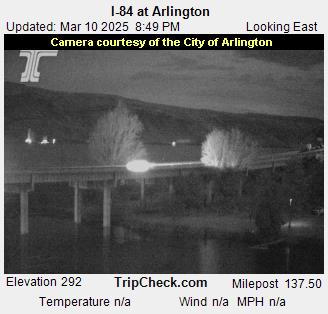 I-84 at Arlington
Updated: Mar 10 2025 8:49 PM Looking East
Camera courtesy of the City of Arlington
Elevation 292 TripCheck.com Milepost 137.50
Temperature n/a Wind n/a MPH n/a